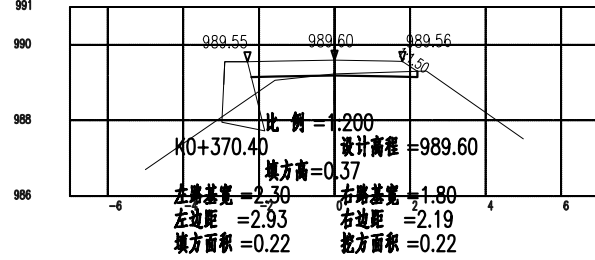 991
990
989.55 989.60 989.56
1:1.50
988
比 例 =1:200
K0+370.40 设计高程 =989.60
填方高=0.37
986
左路基宽 =2.30 右路基宽 =1.80
-6 -4 -2 0 2 4 6
左边距 =2.93 右边距 =2.19
填方面积 =0.22 挖方面积 =0.22